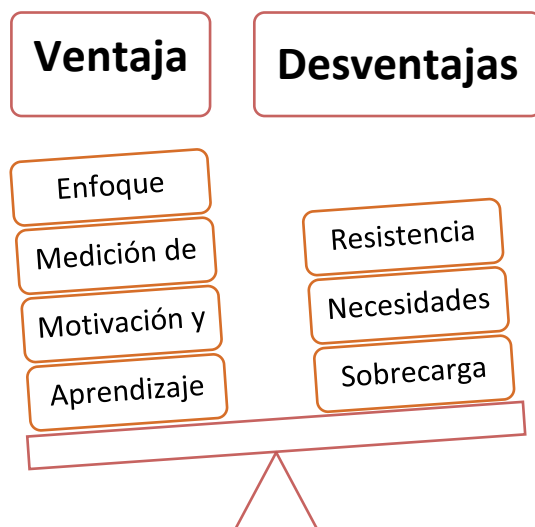 Ventaja
Desventajas
Enfoque
Medición de
Motivación y
Aprendizaje
Resistencia
Necesidades
Sobrecarga